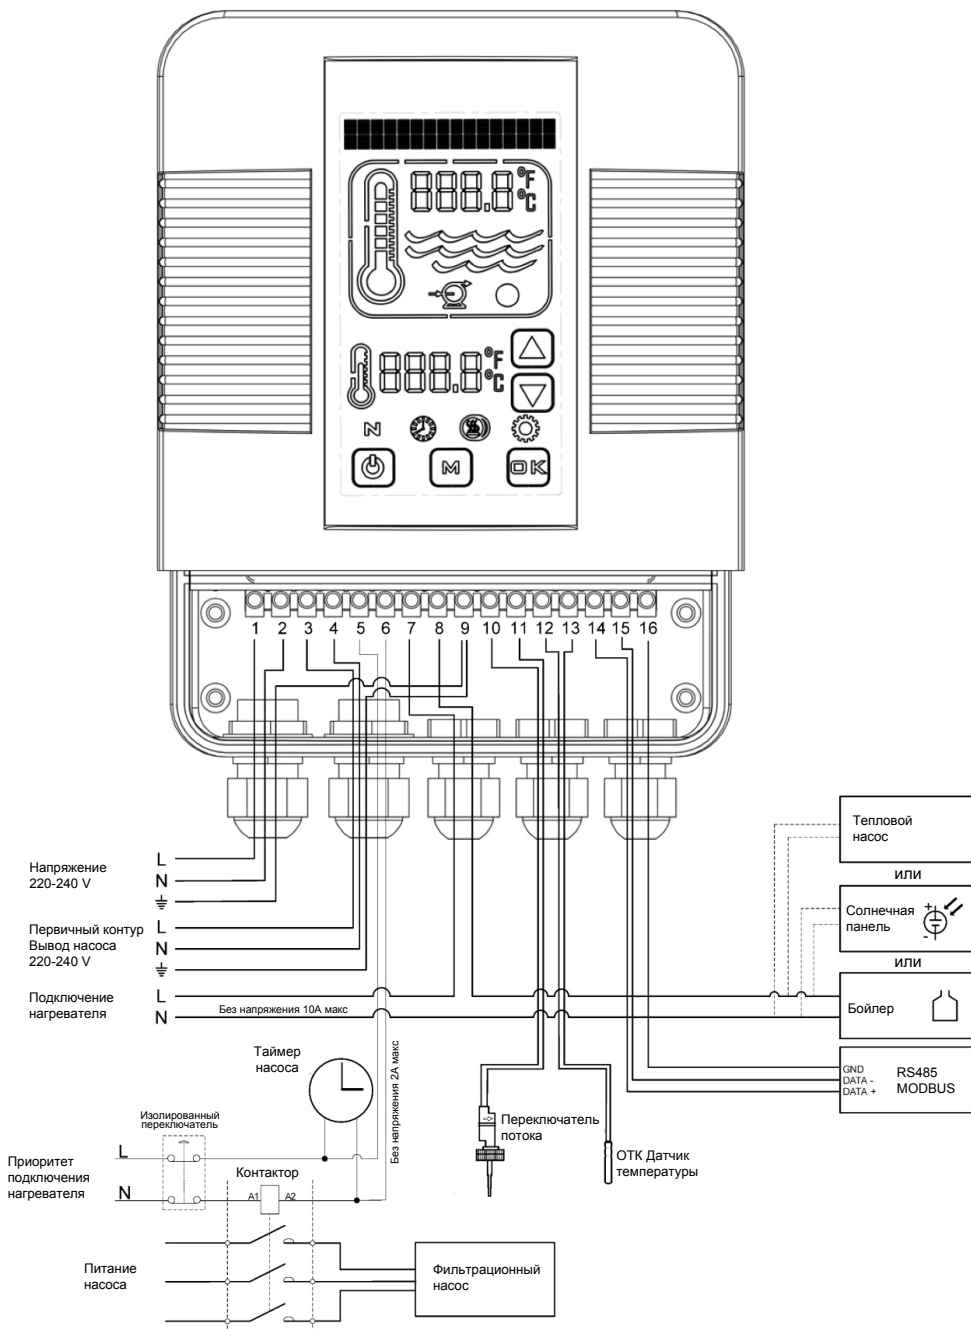 °F
°C
°F
°C
N
M
OK
1 2 3 4 5 6 7 8 9 10 11 12 13 14 15 16
Напряжение
220-240 V
L
N
Первичный контур
Вывод насоса
220-240 V
L
N
Подключение
нагревателя
L
N
Без напряжения 10А макс
Тепловой
насос
или
Солнечная
панель
+
-
или
Бойлер
GND
DATA -
DATA +
RS485
MODBUS
Таймер
насоса
Без напряжения 2А макс
Изолированный
переключатель
Переключатель
потока
ОТК Датчик
температуры
Приоритет
подключения
нагревателя
L
N
Контактор
A1
A2
Питание
насоса
Фильтрационный
насос